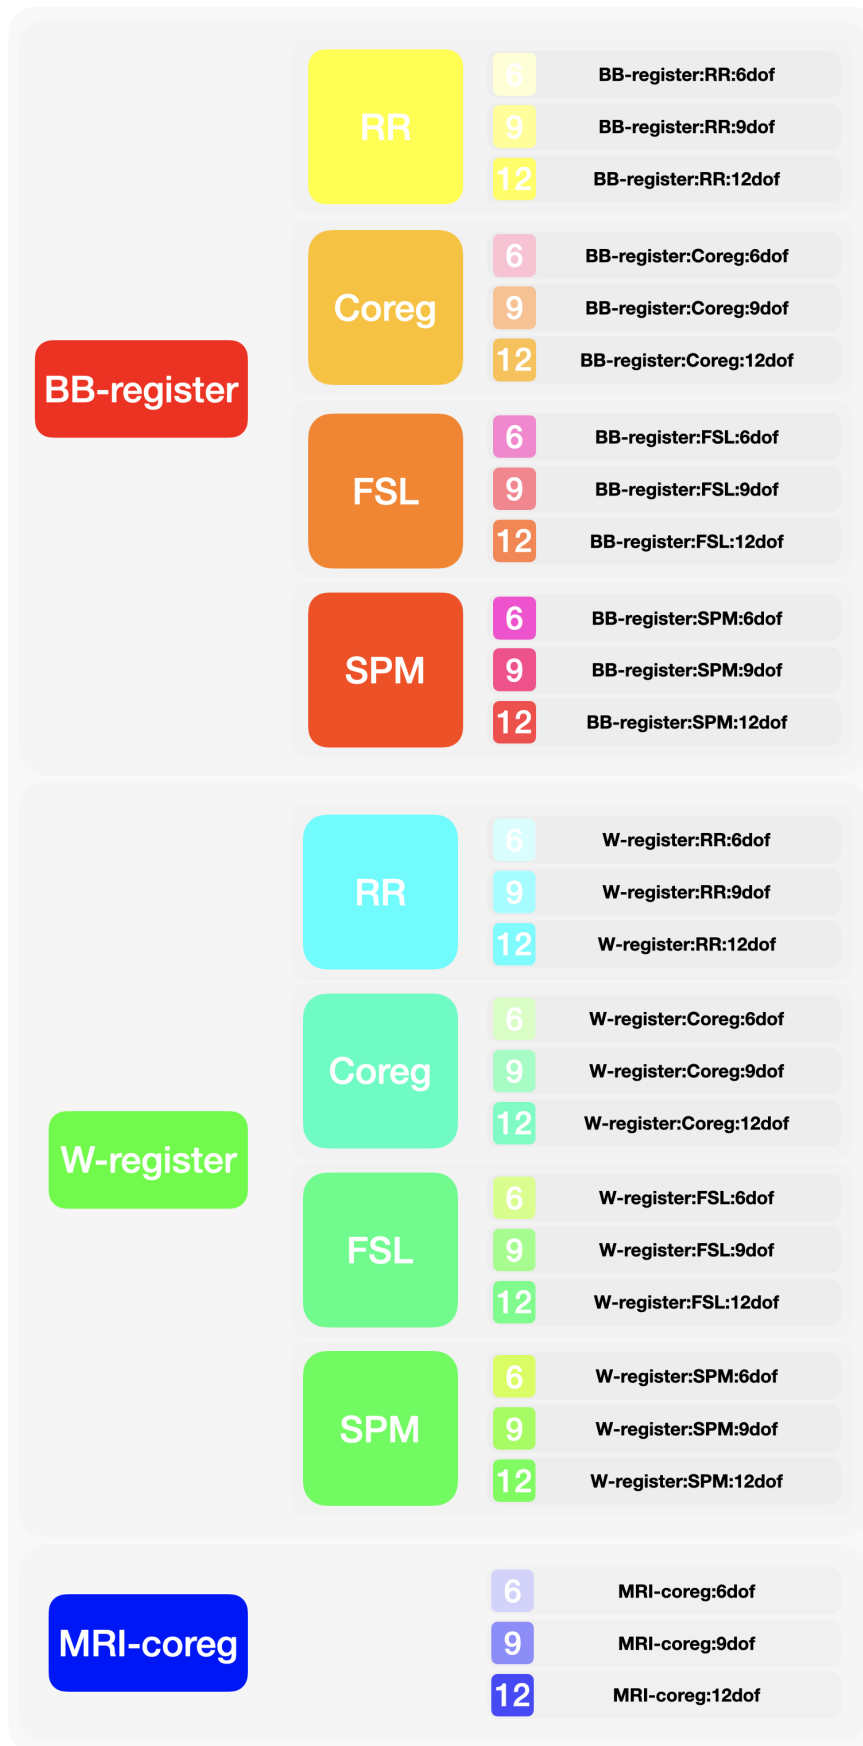 BB-register
RR
6 BB-register:RR:6dof
9 BB-register:RR:9dof
12 BB-register:RR:12dof
Coreg
6 BB-register:Coreg:6dof
9 BB-register:Coreg:9dof
12 BB-register:Coreg:12dof
FSL
6 BB-register:FSL:6dof
9 BB-register:FSL:9dof
12 BB-register:FSL:12dof
SPM
6 BB-register:SPM:6dof
9 BB-register:SPM:9dof
12 BB-register:SPM:12dof
W-register
RR
6 W-register:RR:6dof
9 W-register:RR:9dof
12 W-register:RR:12dof
Coreg
6 W-register:Coreg:6dof
9 W-register:Coreg:9dof
12 W-register:Coreg:12dof
FSL
6 W-register:FSL:6dof
9 W-register:FSL:9dof
12 W-register:FSL:12dof
SPM
6 W-register:SPM:6dof
9 W-register:SPM:9dof
12 W-register:SPM:12dof
MRI-coreg
6 MRI-coreg:6dof
9 MRI-coreg:9dof
12 MRI-coreg:12dof